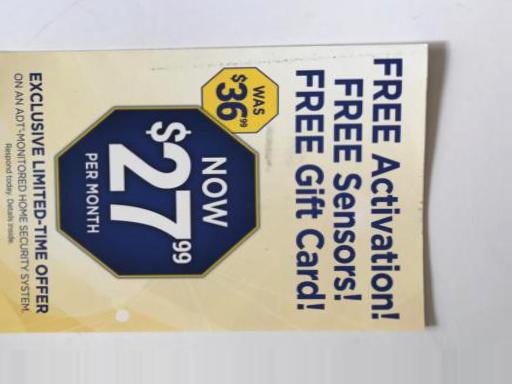 FREE Activation!
FREE Sensors!
FREE Gift Card!
WAS
$36.99
NOW
$27.99
PER MONTH
EXCLUSIVE LIMITED-TIME OFFER
ON AN ADT®-MONITORED HOME SECURITY SYSTEM.
Respond today. Details inside.